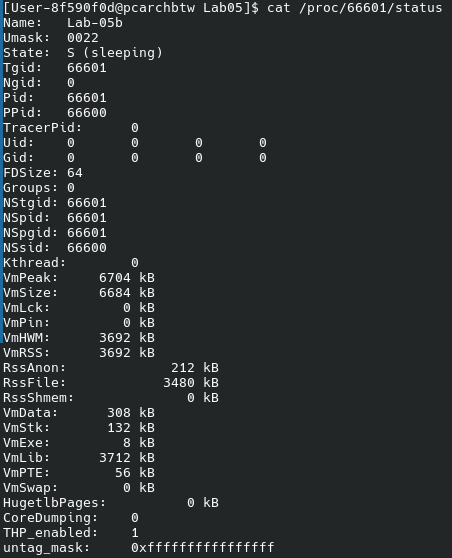 [User-8f590f0d@pcarchbtw Lab05]$ cat /proc/66601/status
Name:   Lab-05b
Umask:  0022
State:  S (sleeping)
Tgid:   66601
Ngid:   0
Pid:    66601
PPid:   66600
TracerPid:      0
Uid:    0       0       0       0
Gid:    0       0       0       0
FDSize: 64
Groups: 0
NStgid: 66601
NSpid:  66601
NSpgid: 66601
NSsid:  66600
Kthread:        0
VmPeak:     6704 kB
VmSize:     6684 kB
VmLck:         0 kB
VmPin:         0 kB
VmHWM:      3692 kB
VmRSS:      3692 kB
RssAnon:             212 kB
RssFile:            3480 kB
RssShmem:              0 kB
VmData:      308 kB
VmStk:       132 kB
VmExe:         8 kB
VmLib:      3712 kB
VmPTE:        56 kB
VmSwap:        0 kB
HugetlbPages:          0 kB
CoreDumping:    0
THP_enabled:    1
untag_mask:     0xffffffffffffffff